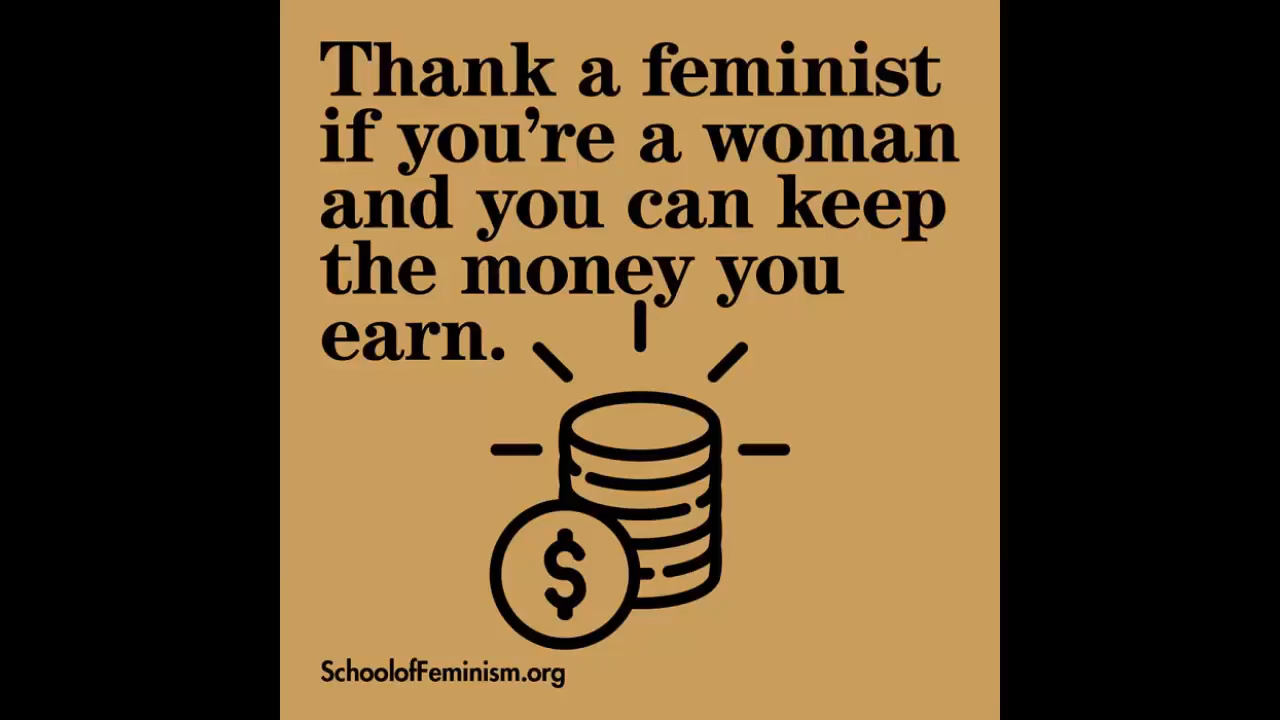 Thank a feminist
if you’re a woman
and you can keep
the money you
earn.
$
SchoolofFeminism.org